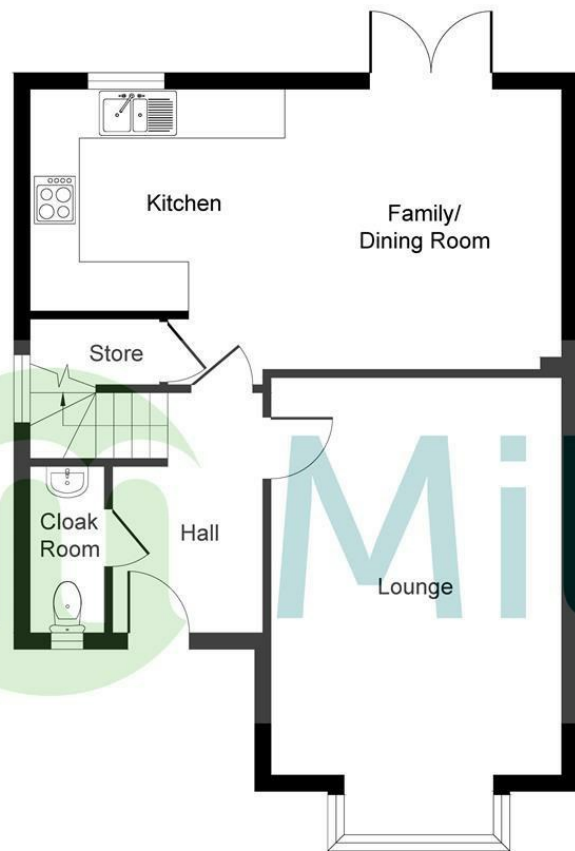 Kitchen
Family/
Dining Room
Store
Cloak
Room
Hall
Lounge